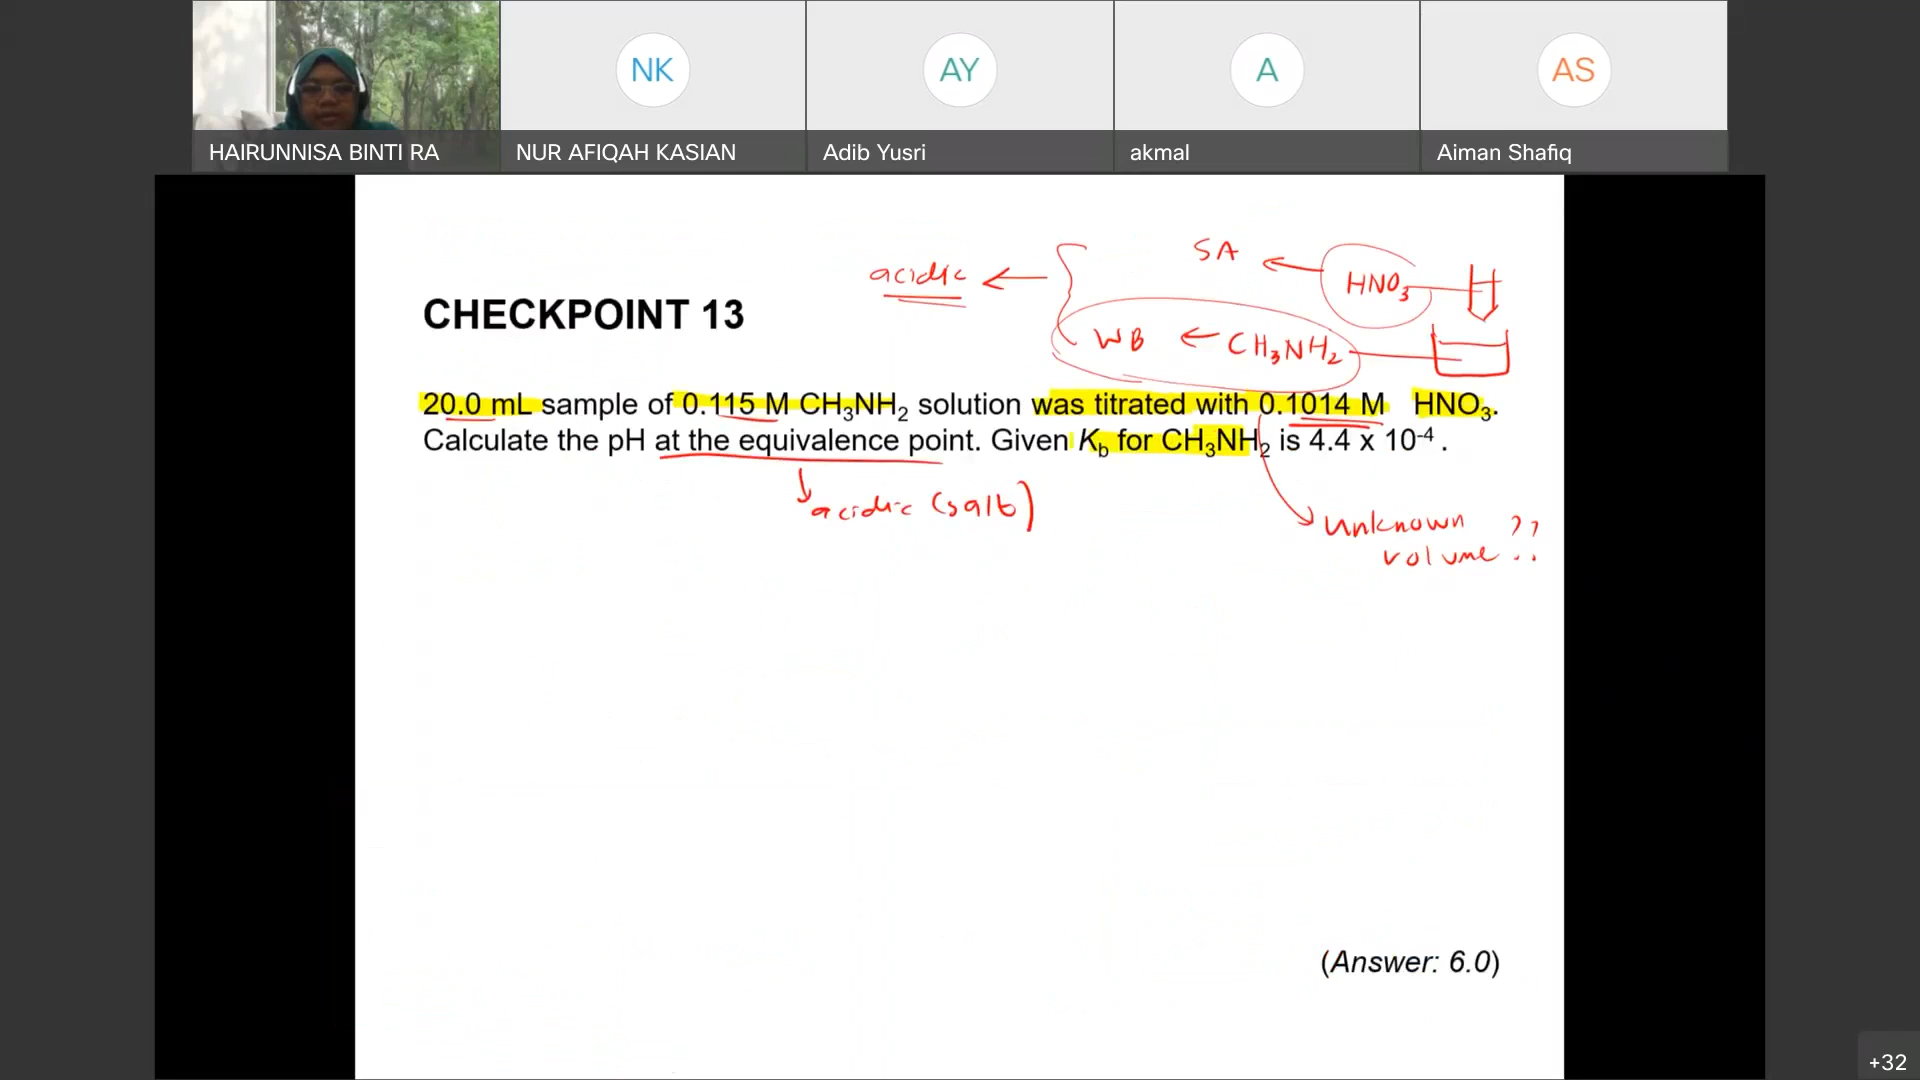 NK
AY
A
AS
HAIRUNNISA BINTI RA
NUR AFIQAH KASIAN
Adib Yusri
akmal
Aiman Shafiq
acidic ← SA ← HNO₃
CHECKPOINT 13
WB ← CH₃NH₂
20.0 mL sample of 0.115 M CH₃NH₂ solution was titrated with 0.1014 M HNO₃.
Calculate the pH at the equivalence point. Given K_b for CH₃NH₂ is 4.4 x 10⁻⁴ .
acidic (salt)
unknown ??
volume
(Answer: 6.0)
+32